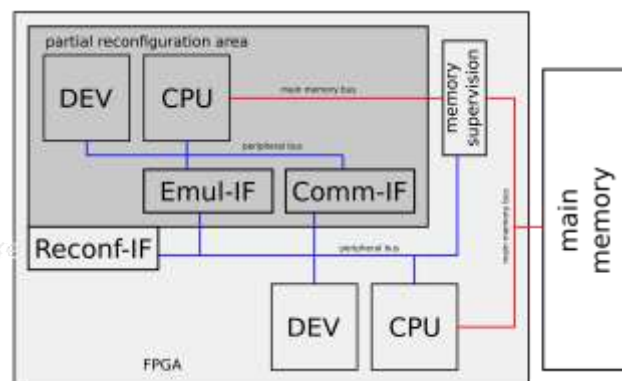 partial reconfiguration area
DEV
CPU
main memory bus
memory
supervision
peripheral bus
Emul-IF
Comm-IF
main
memory
main memory bus
Reconf-IF
peripheral bus
DEV
CPU
FPGA